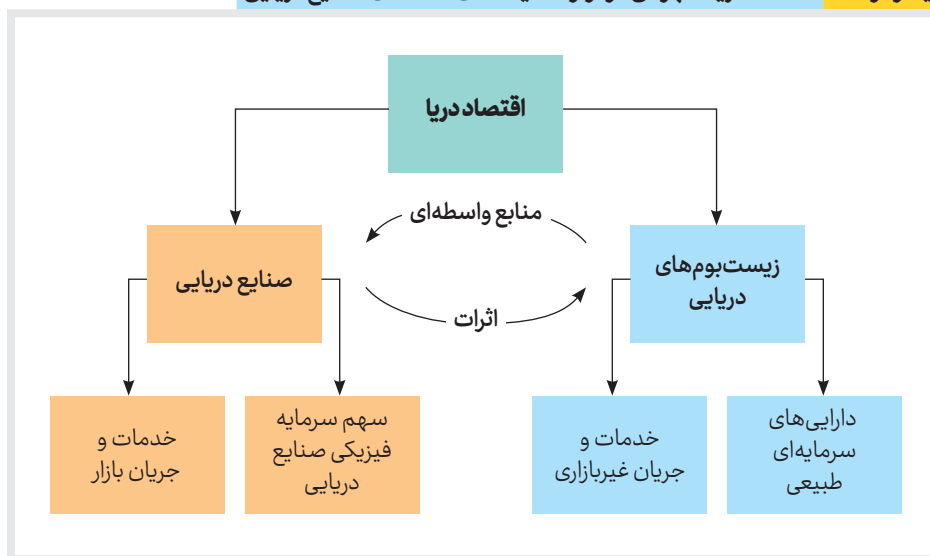 اقتصاد دریا
منابع واسطه‌ای
اثرات
زیست‌بوم‌های
دریایی
صنایع دریایی
دارایی‌های
سرمایه‌ای
طبیعی
خدمات و
جریان غیربازاری
سهم سرمایه
فیزیکی صنایع
دریایی
خدمات و
جریان بازار